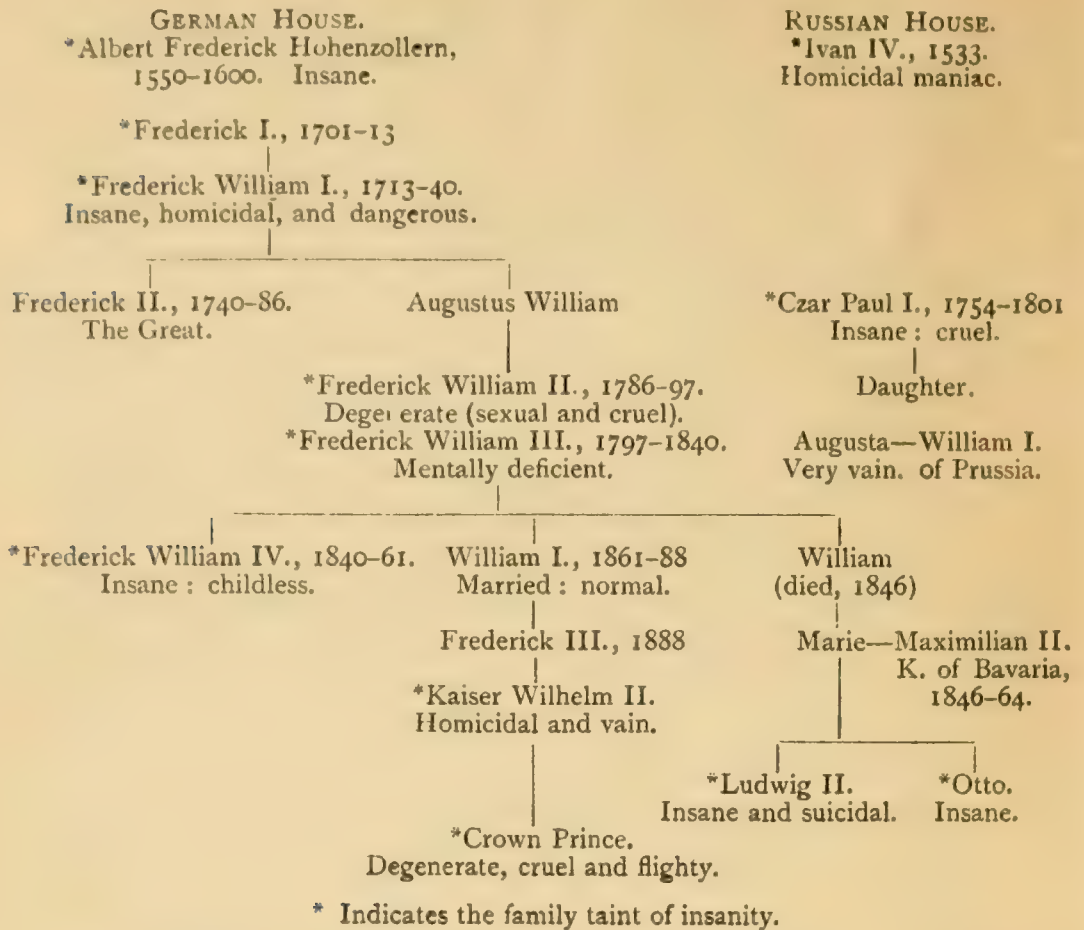 GERMAN HOUSE.
*Albert Frederick Hohenzollern,
1550-1600. Insane.
RUSSIAN HOUSE.
*Ivan IV., 1533.
Homicidal maniac.
*Frederick I., 1701-13
*Frederick William I., 1713-40.
Insane, homicidal, and dangerous.
Frederick II., 1740-86.
The Great.
Augustus William
*Czar Paul I., 1754-1801
Insane : cruel.
Daughter.
*Frederick William II., 1786-97.
Dege erate (sexual and cruel).
*Frederick William III., 1797-1840.
Mentally deficient.
Augusta—William I.
Very vain. of Prussia.
*Frederick William IV., 1840-61.
Insane : childless.
William I., 1861-88
Married : normal.
William
(died, 1846)
Frederick III., 1888
Marie—Maximilian II.
K. of Bavaria,
1846-64.
*Kaiser Wilhelm II.
Homicidal and vain.
*Ludwig II.
Insane and suicidal.
*Otto.
Insane.
*Crown Prince.
Degenerate, cruel and flighty.
* Indicates the family taint of insanity.